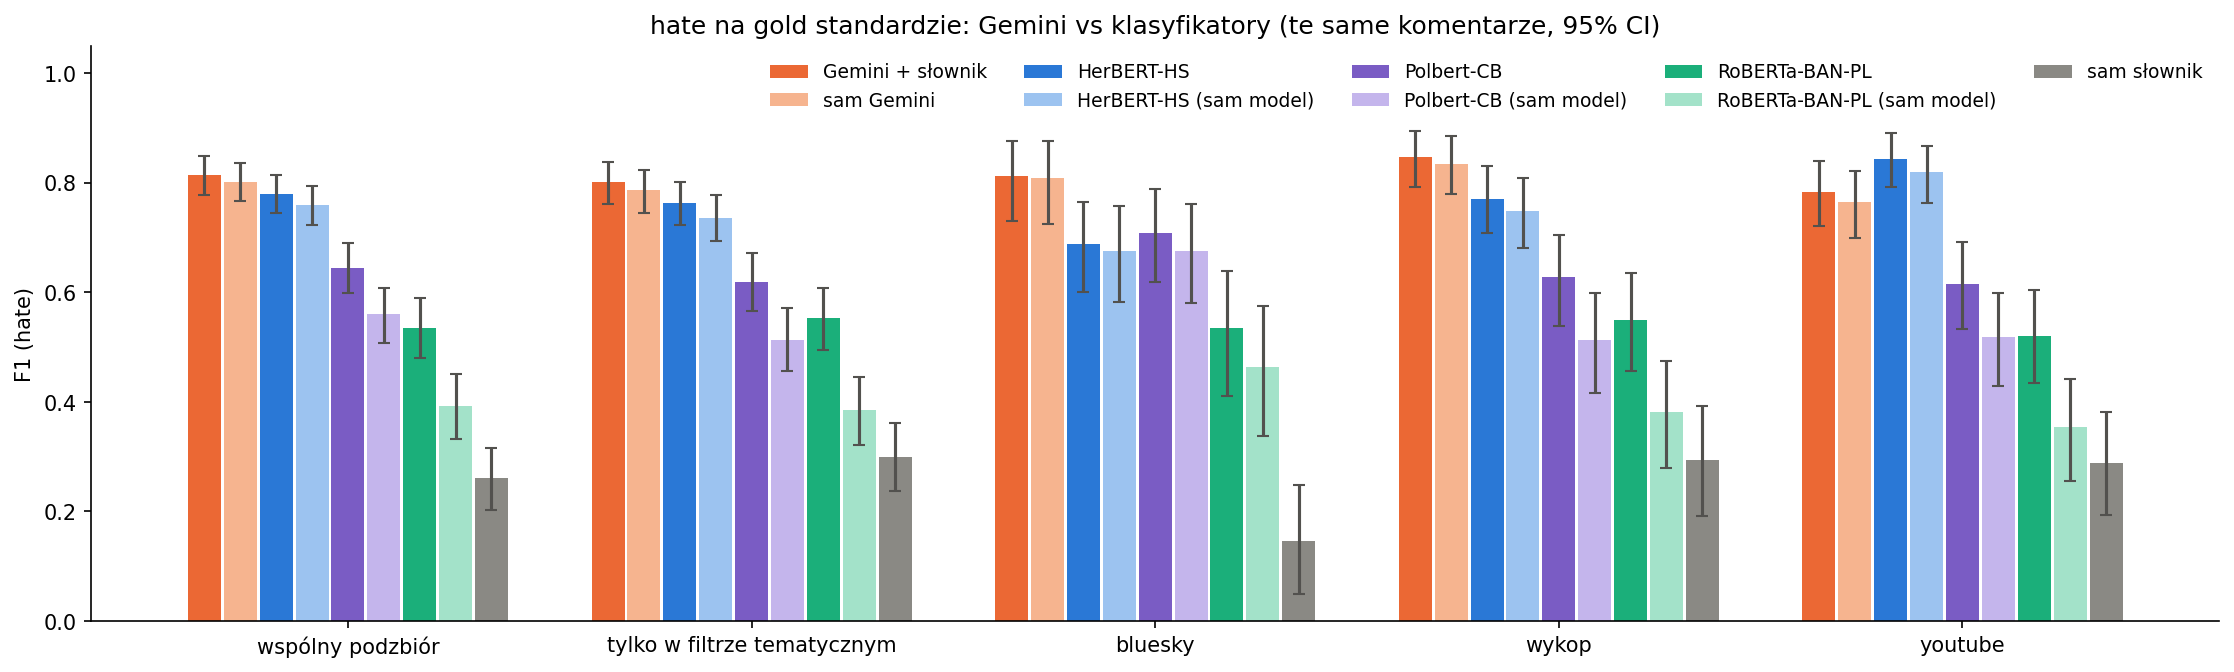 hate na gold standardzie: Gemini vs klasyfikatory (te same komentarze, 95% CI)
Gemini + słownik
sam Gemini
HerBERT-HS
HerBERT-HS (sam model)
Polbert-CB
Polbert-CB (sam model)
RoBERTa-BAN-PL
RoBERTa-BAN-PL (sam model)
sam słownik
F1 (hate)
1.0
0.8
0.6
0.4
0.2
0.0
wspólny podzbiór
tylko w filtrze tematycznym
bluesky
wykop
youtube